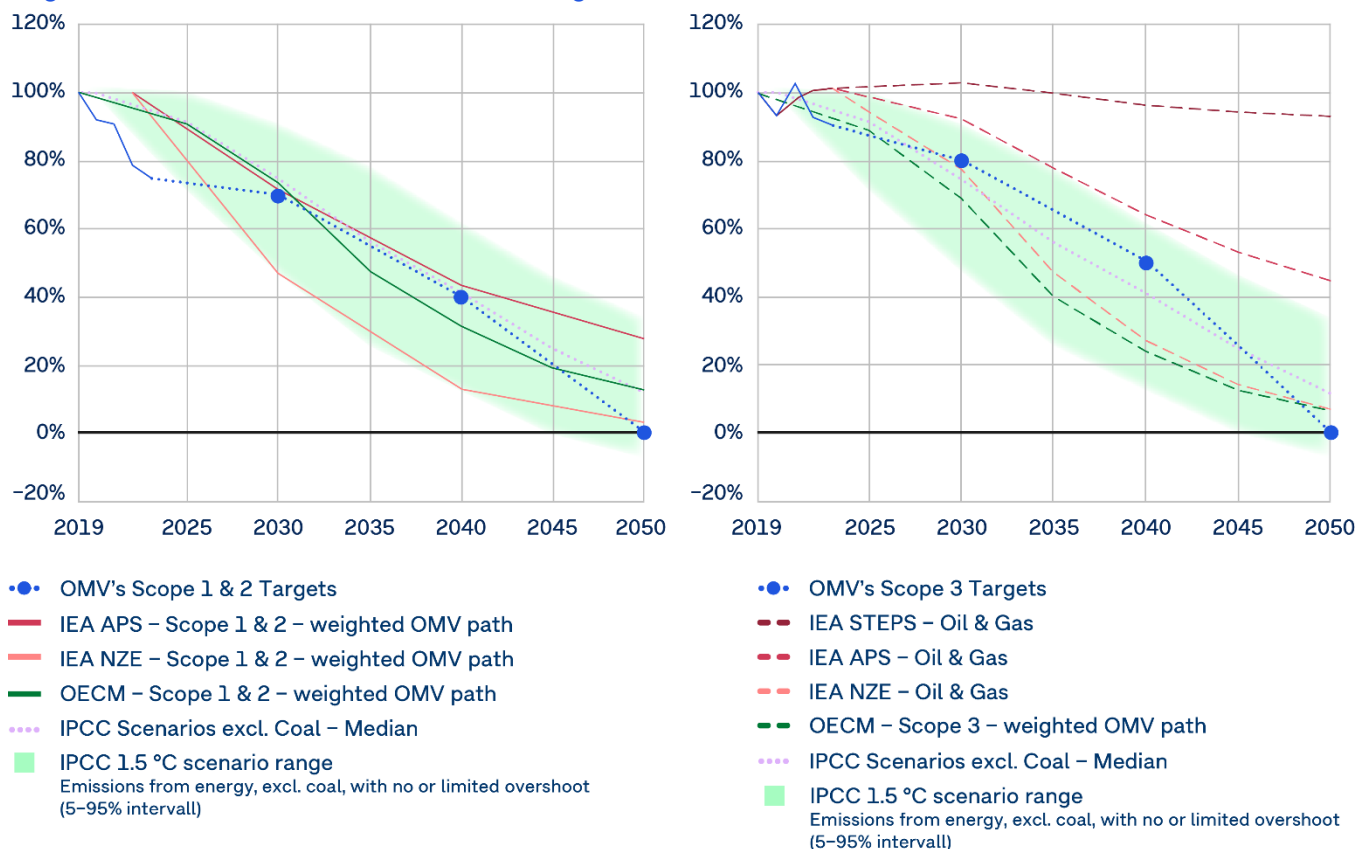 120%
100%
80%
60%
40%
20%
0%
−20%
2019 2025 2030 2035 2040 2045 2050
OMV's Scope 1 & 2 Targets
IEA APS – Scope 1 & 2 – weighted OMV path
IEA NZE – Scope 1 & 2 – weighted OMV path
OECM – Scope 1 & 2 – weighted OMV path
IPCC Scenarios excl. Coal – Median
IPCC 1.5 °C scenario range
Emissions from energy, excl. coal, with no or limited overshoot
(5–95% intervall)
120%
100%
80%
60%
40%
20%
0%
−20%
2019 2025 2030 2035 2040 2045 2050
OMV's Scope 3 Targets
IEA STEPS – Oil & Gas
IEA APS – Oil & Gas
IEA NZE – Oil & Gas
OECM – Scope 3 – weighted OMV path
IPCC Scenarios excl. Coal – Median
IPCC 1.5 °C scenario range
Emissions from energy, excl. coal, with no or limited overshoot
(5–95% intervall)